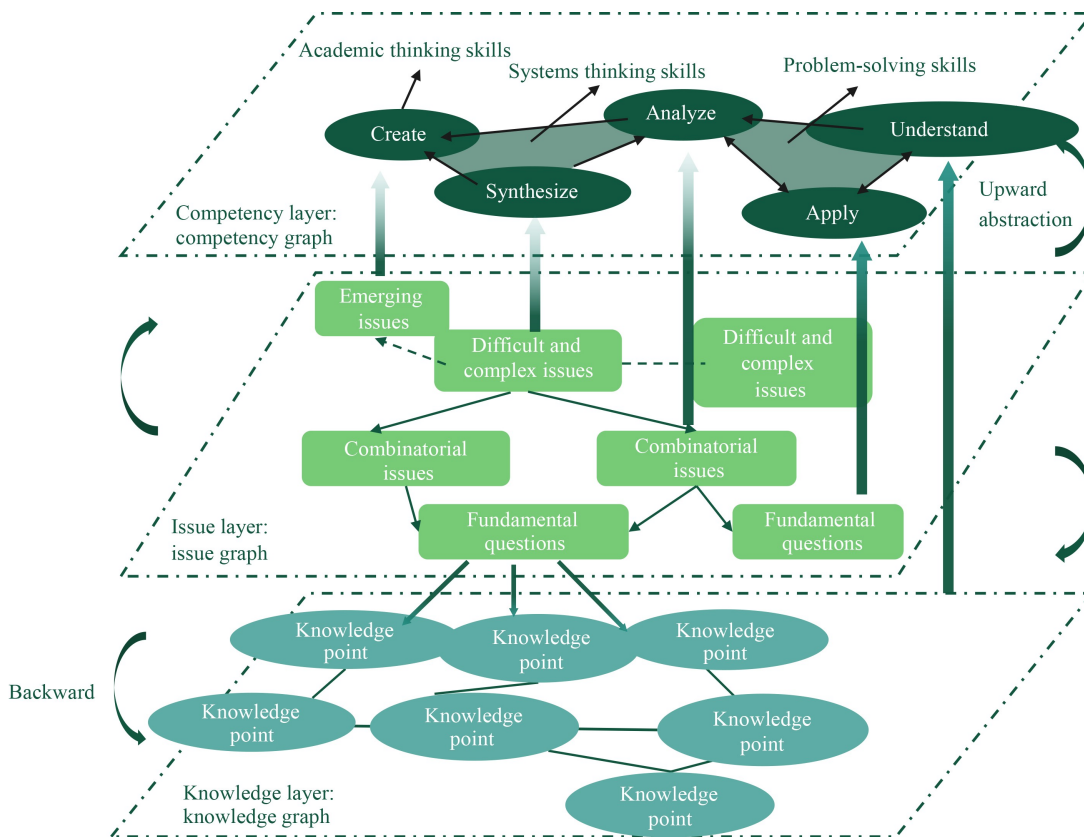 Academic thinking skills
Systems thinking skills
Problem-solving skills
Create
Analyze
Understand
Synthesize
Apply
Competency layer:
competency graph
Upward
abstraction
Emerging
issues
Difficult and
complex issues
Difficult and
complex
issues
Combinatorial
issues
Combinatorial
issues
Fundamental
questions
Fundamental
questions
Issue layer:
issue graph
Knowledge
point
Knowledge
point
Knowledge
point
Backward
Knowledge
point
Knowledge
point
Knowledge
point
Knowledge
point
Knowledge layer:
knowledge graph